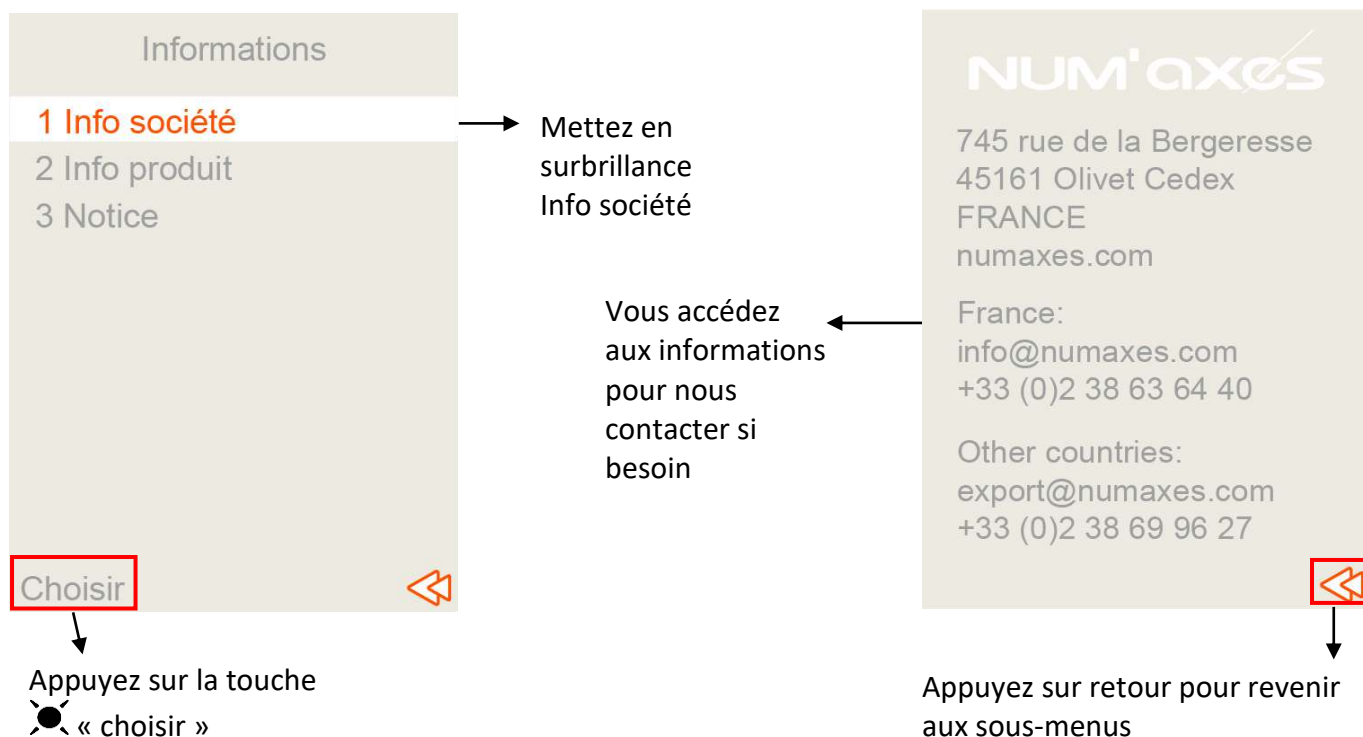 Informations
1 Info société
2 Info produit
3 Notice
Choisir
Mettez en
surbrillance
Info société
Vous accédez
aux informations
pour nous
contacter si
besoin
Appuyez sur la touche
« choisir »
NUM'axes
745 rue de la Bergeresse
45161 Olivet Cedex
FRANCE
numaxes.com
France:
info@numaxes.com
+33 (0)2 38 63 64 40
Other countries:
export@numaxes.com
+33 (0)2 38 69 96 27
Appuyez sur retour pour revenir
aux sous-menus